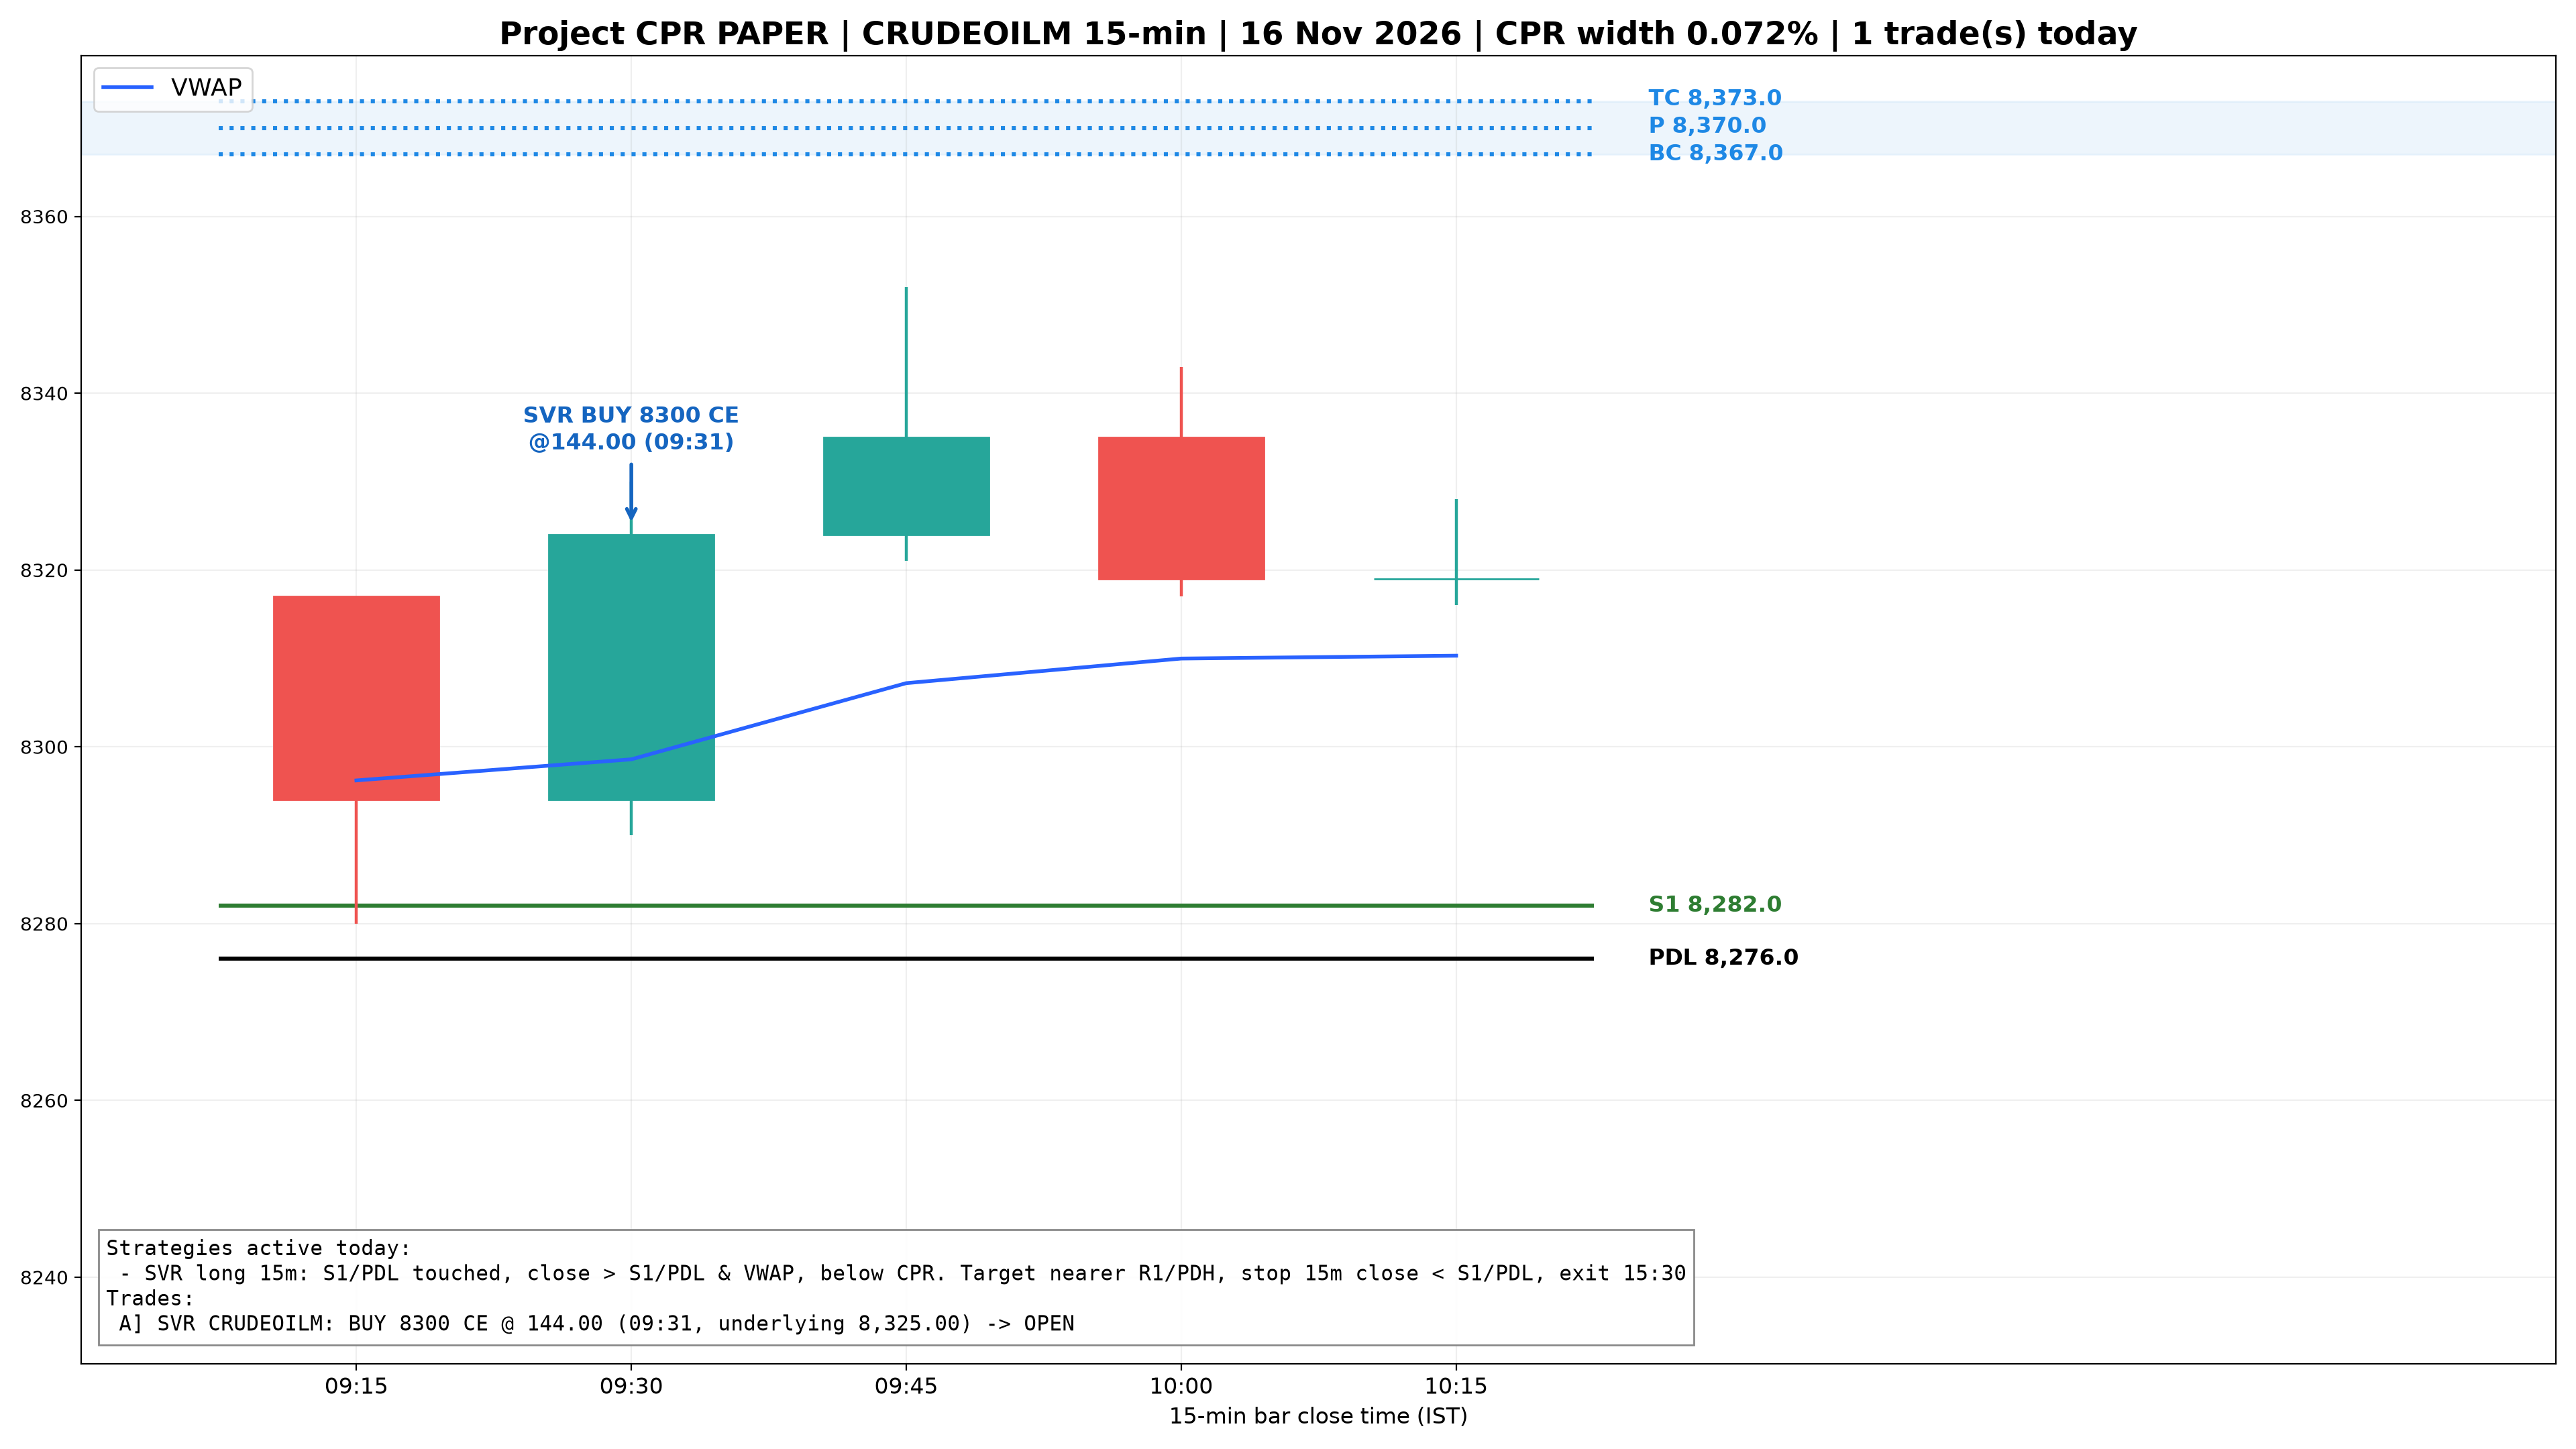 Project CPR PAPER | CRUDEOILM 15-min | 16 Nov 2026 | CPR width 0.072% | 1 trade(s) today
VWAP
TC 8,373.0
P 8,370.0
BC 8,367.0
8360
8340
SVR BUY 8300 CE
@144.00 (09:31)
8320
8300
S1 8,282.0
8280
PDL 8,276.0
8260
8240
Strategies active today:
- SVR long 15m: S1/PDL touched, close > S1/PDL & VWAP, below CPR. Target nearer R1/PDH, stop 15m close < S1/PDL, exit 15:30
Trades:
A] SVR CRUDEOILM: BUY 8300 CE @ 144.00 (09:31, underlying 8,325.00) -> OPEN
09:15 09:30 09:45 10:00 10:15
15-min bar close time (IST)